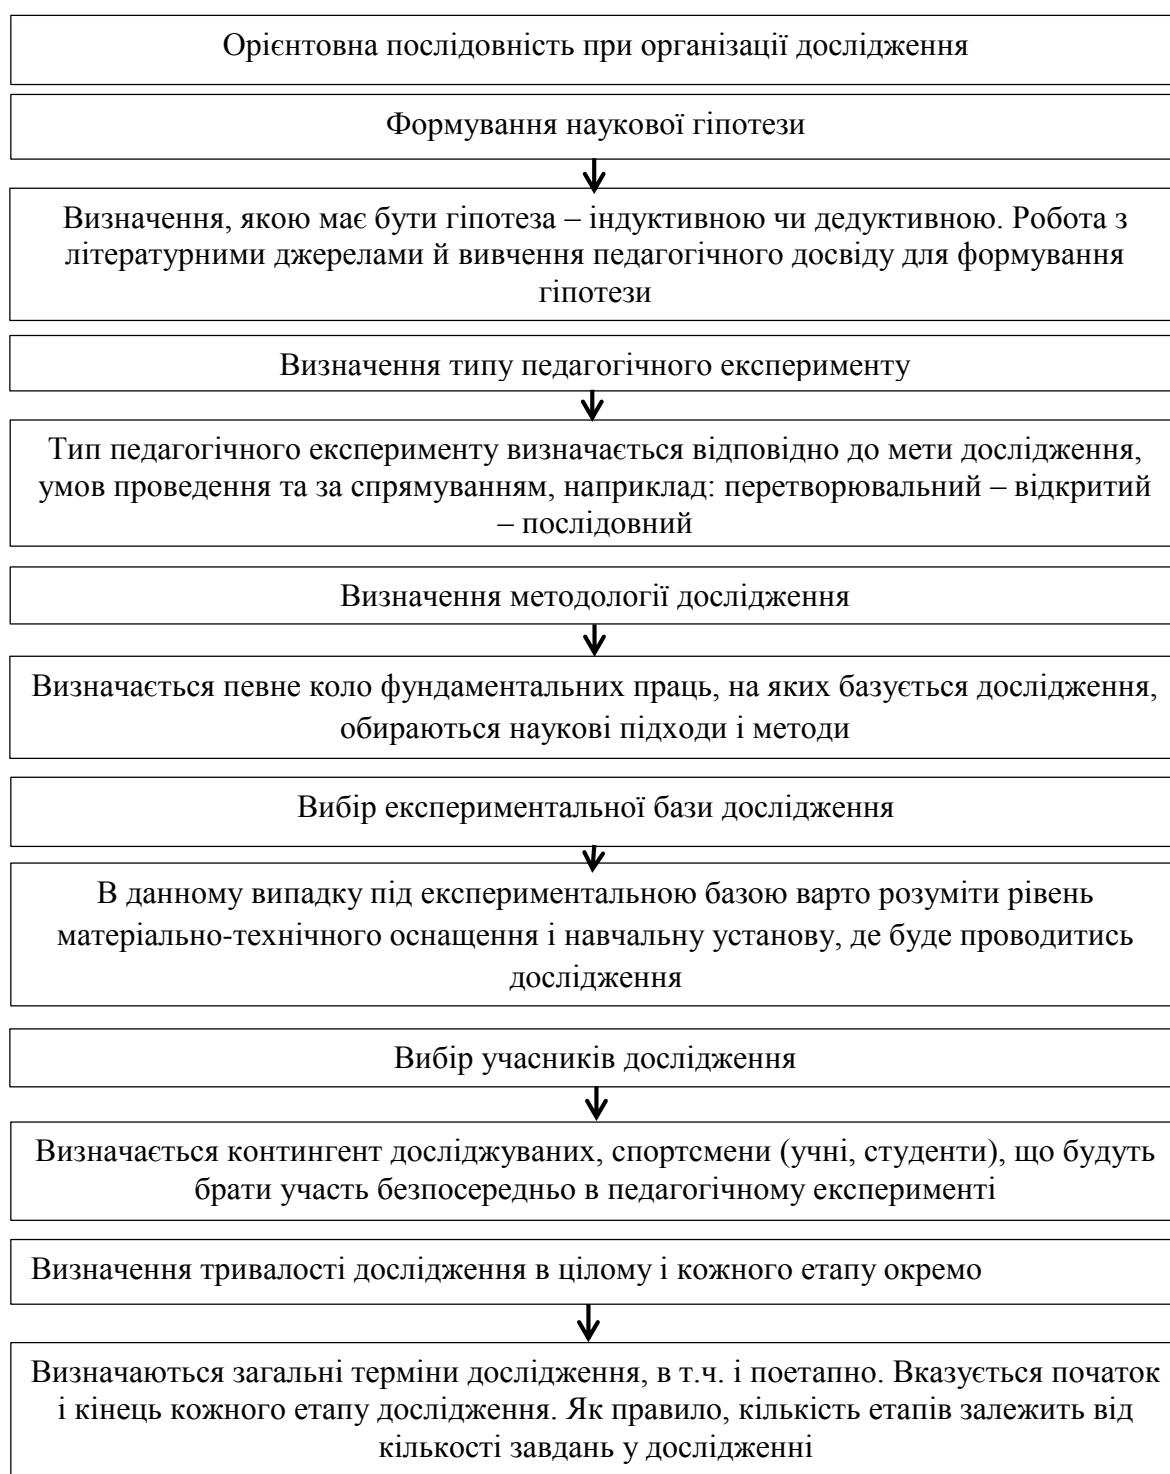 Орієнтовна послідовність при організації дослідження
Формування наукової гіпотези
Визначення, якою має бути гіпотеза – індуктивною чи дедуктивною. Робота з
літературними джерелами й вивчення педагогічного досвіду для формування
гіпотези
Визначення типу педагогічного експерименту
Тип педагогічного експерименту визначається відповідно до мети дослідження,
умов проведення та за спрямуванням, наприклад: перетворювальний – відкритий
– послідовний
Визначення методології дослідження
Визначається певне коло фундаментальних праць, на яких базується дослідження,
обираються наукові підходи і методи
Вибір експериментальної бази дослідження
В данному випадку під експериментальною базою варто розуміти рівень
матеріально-технічного оснащення і навчальну установу, де буде проводитись
дослідження
Вибір учасників дослідження
Визначається контингент досліджуваних, спортсмени (учні, студенти), що будуть
брати участь безпосередньо в педагогічному експерименті
Визначення тривалості дослідження в цілому і кожного етапу окремо
Визначаються загальні терміни дослідження, в т.ч. і поетапно. Вказується початок
і кінець кожного етапу дослідження. Як правило, кількість етапів залежить від
кількості завдань у дослідженні